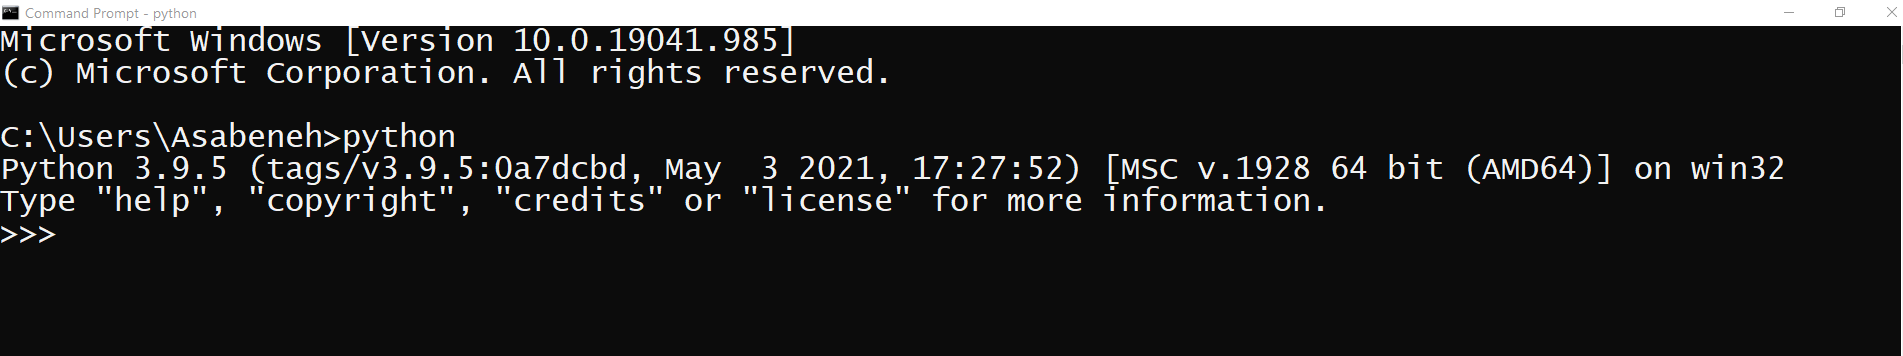 Command Prompt - python
Microsoft Windows [Version 10.0.19041.985]
(c) Microsoft Corporation. All rights reserved.
C:\Users\Asabeneh>python
Python 3.9.5 (tags/v3.9.5:0a7dcbd, May  3 2021, 17:27:52) [MSC v.1928 64 bit (AMD64)] on win32
Type "help", "copyright", "credits" or "license" for more information.
>>>